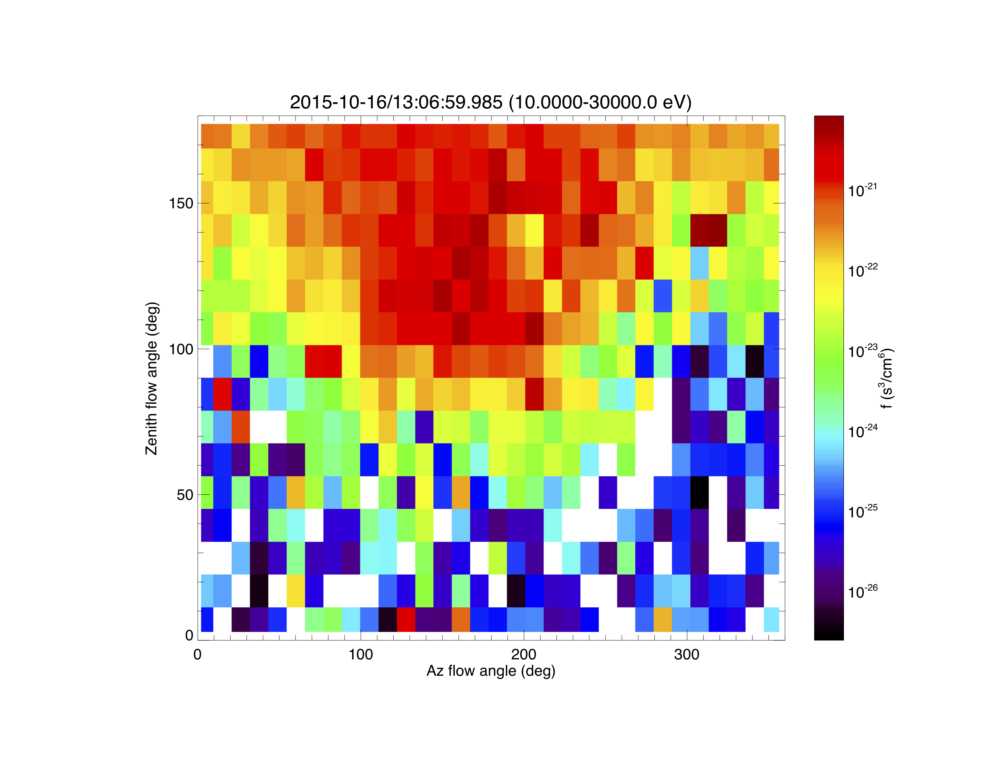 2015-10-16/13:06:59.985 (10.0000-30000.0 eV)
Zenith flow angle (deg)
150
100
50
0
0 100 200 300
Az flow angle (deg)
10⁻²¹
10⁻²²
10⁻²³
10⁻²⁴
10⁻²⁵
10⁻²⁶
f (s³/cm⁶)